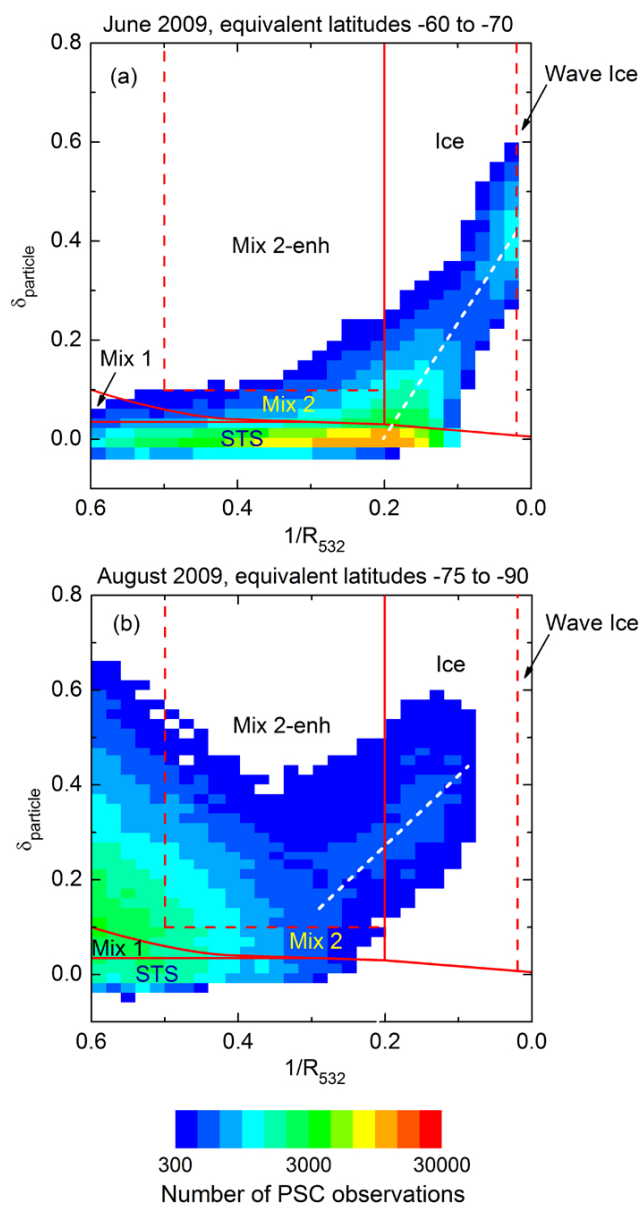 June 2009, equivalent latitudes -60 to -70
0.8
(a)
Wave Ice
0.6
Ice
0.4
Mix 2-enh
δparticle
0.2
Mix 1
Mix 2
0.0
STS
0.6 0.4 0.2 0.0
1/R532
August 2009, equivalent latitudes -75 to -90
0.8
(b)
Wave Ice
Ice
0.6
Mix 2-enh
0.4
δparticle
0.2
Mix 1
Mix 2
0.0
STS
0.6 0.4 0.2 0.0
1/R532
300 3000 30000
Number of PSC observations